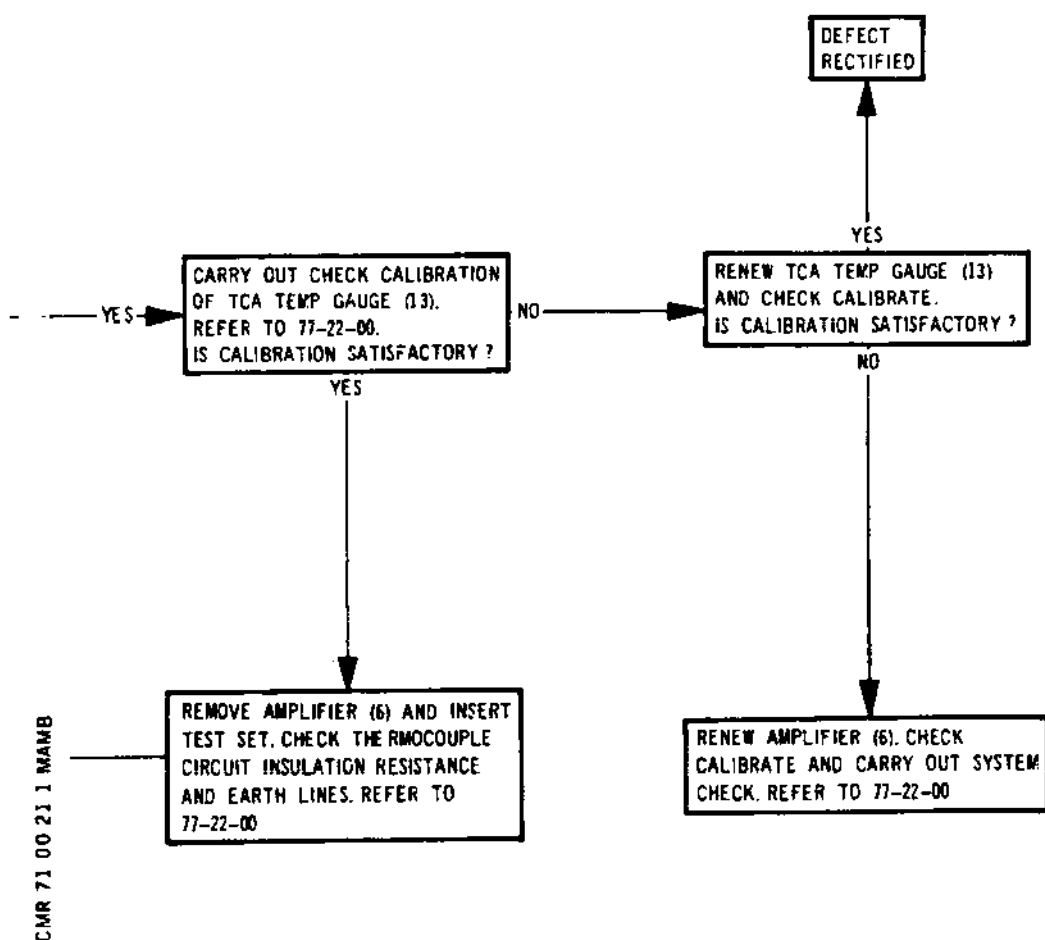 DEFECT
RECTIFIED
YES
YES
CARRY OUT CHECK CALIBRATION
OF TCA TEMP GAUGE (13).
REFER TO 77-22-00.
IS CALIBRATION SATISFACTORY ?
NO
RENEW TCA TEMP GAUGE (13)
AND CHECK CALIBRATE.
IS CALIBRATION SATISFACTORY ?
YES
NO
REMOVE AMPLIFIER (6) AND INSERT
TEST SET. CHECK THERMOCOUPLE
CIRCUIT INSULATION RESISTANCE
AND EARTH LINES. REFER TO
77-22-00
RENEW AMPLIFIER (6). CHECK
CALIBRATE AND CARRY OUT SYSTEM
CHECK. REFER TO 77-22-00
CMR 71 00 21 1 MAMB